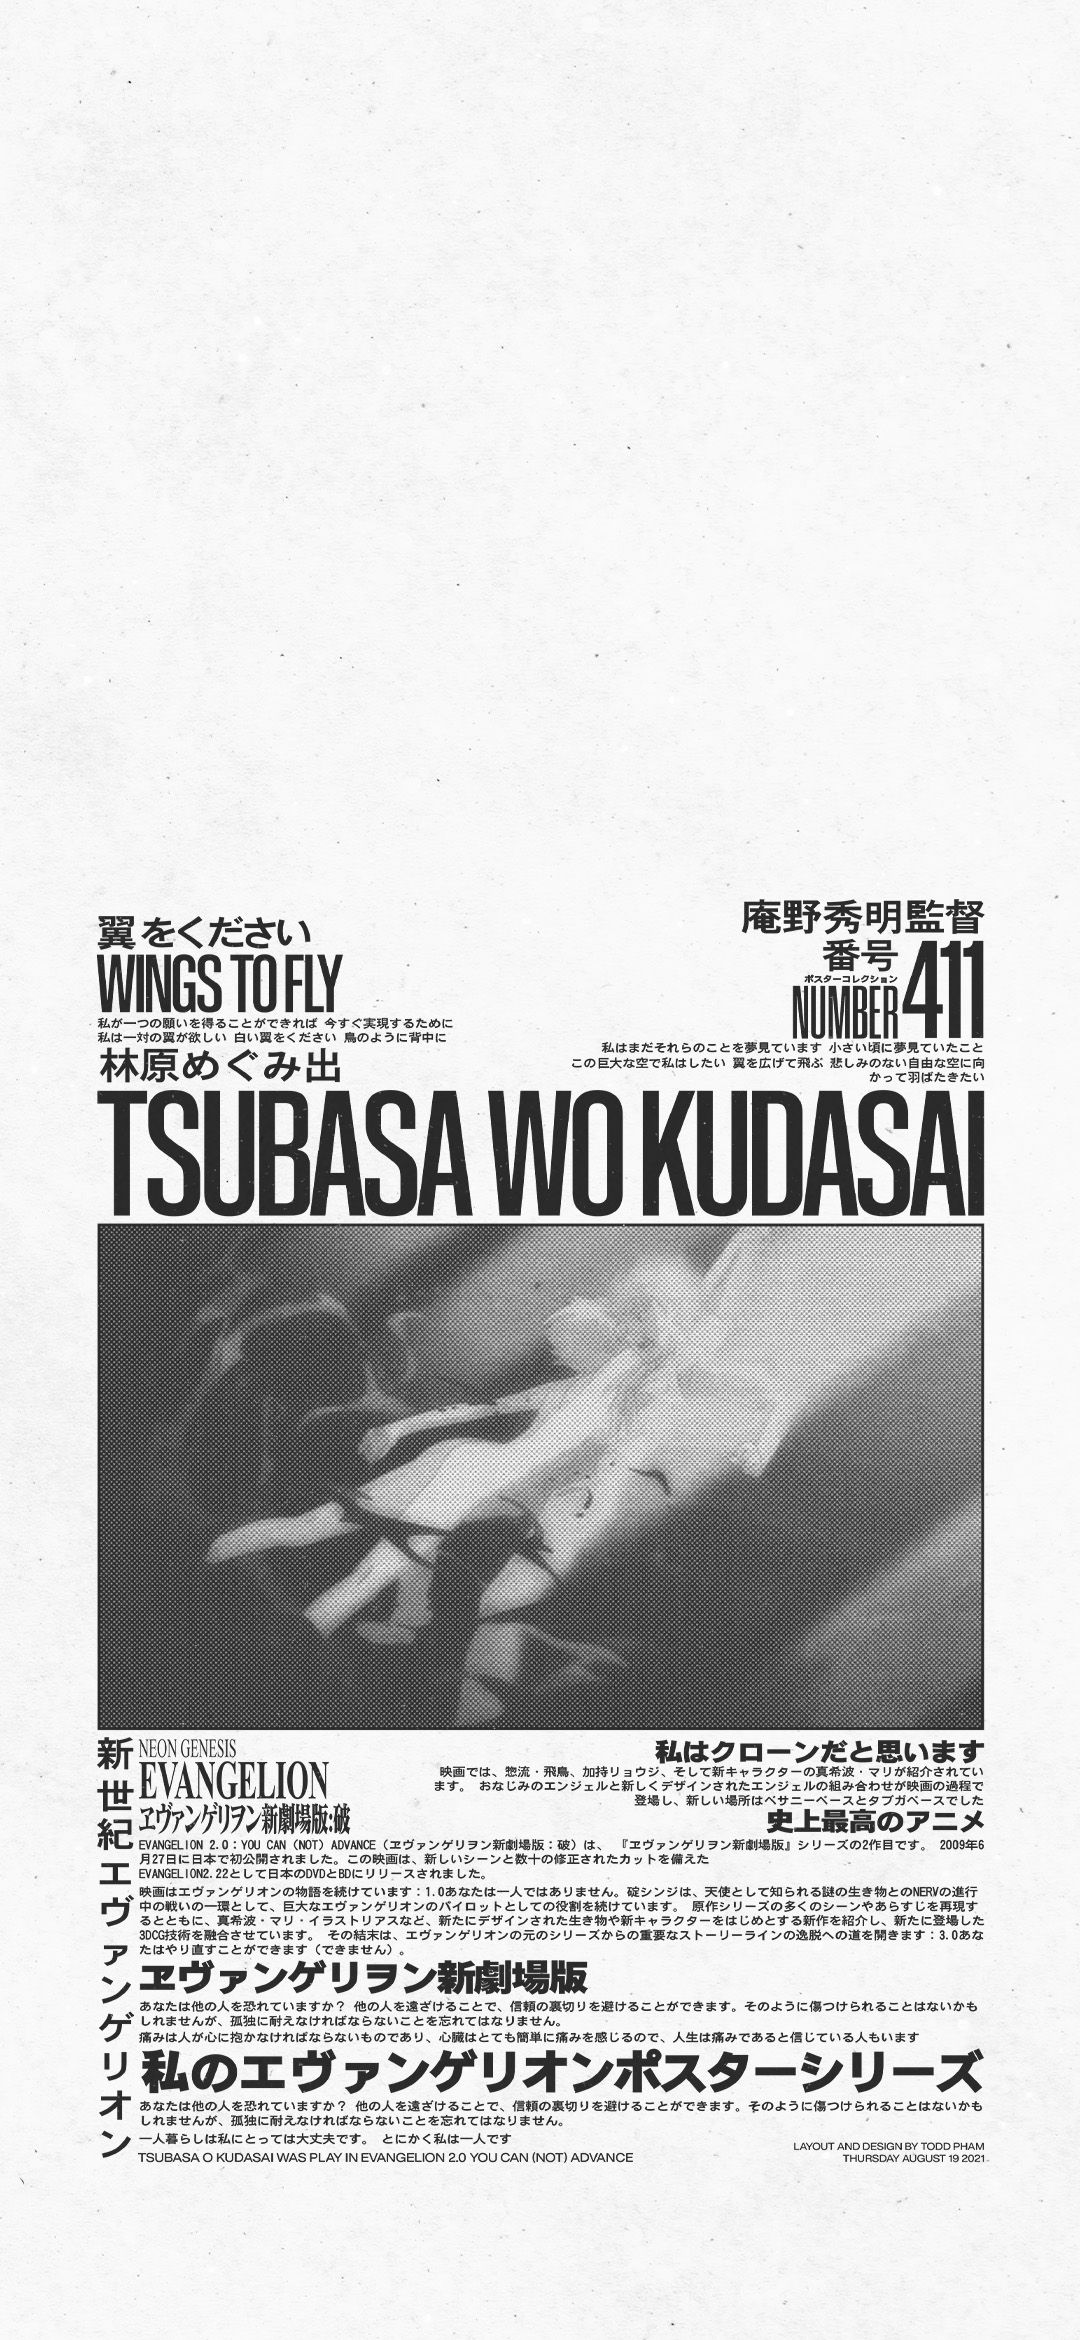 翼をください
WINGS TO FLY
私が一つの願いを得ることができれば 今すぐ実現するために
私は一対の翼が欲しい 白い翼をください 鳥のように背中に
林原めぐみ出
庵野秀明監督
番号
ポスターコレクション
NUMBER 411
私はまだそれらのことを夢見ています 小さい頃に夢見ていたこと
この巨大な空で私はしたい 翼を広げて飛ぶ 悲しみのない自由な空に向
かって羽ばたきたい
TSUBASA WO KUDASAI
新世紀エヴァンゲリオン
NEON GENESIS
EVANGELION
ヱヴァンゲリヲン新劇場版:破
私はクローンだと思います
映画では、惣流・飛鳥、加持リョウジ、そして新キャラクターの真希波・マリが紹介されてい
ます。 おなじみのエンジェルと新しくデザインされたエンジェルの組み合わせが映画の過程で
登場し、新しい場所はベサニーベースとタブガベースでした
史上最高のアニメ
EVANGELION 2.0：YOU CAN（NOT）ADVANCE（ヱヴァンゲリヲン新劇場版：破）は、 『ヱヴァンゲリヲン新劇場版』シリーズの2作目です。 2009年6
月27日に日本で初公開されました。この映画は、新しいシーンと数十の修正されたカットを備えた
EVANGELION2.22として日本のDVDとBDにリリースされました。
映画はエヴァンゲリオンの物語を続けています：1.0あなたは一人ではありません。碇シンジは、天使として知られる謎の生き物とのNERVの進行
中の戦いの一環として、巨大なエヴァンゲリオンのパイロットとしての役割を続けています。 原作シリーズの多くのシーンやあらすじを再現す
るとともに、真希波・マリ・イラストリアスなど、新たにデザインされた生き物や新キャラクターをはじめとする新作を紹介し、新たに登場した
3DCG技術を融合させています。 その結末は、エヴァンゲリオンの元のシリーズからの重要なストーリーラインの逸脱への道を開きます：3.0あな
たはやり直すことができます（できません）。
ヱヴァンゲリヲン新劇場版
あなたは他の人を恐れていますか？ 他の人を遠ざけることで、信頼の裏切りを避けることができます。そのように傷つけられることはないかも
しれませんが、孤独に耐えなければならないことを忘れてはなりません。
痛みは人が心に抱かなければならないものであり、心臓はとても簡単に痛みを感じるので、人生は痛みであると信じている人もいます
私のエヴァンゲリオンポスターシリーズ
あなたは他の人を恐れていますか？ 他の人を遠ざけることで、信頼の裏切りを避けることができます。そのように傷つけられることはないかも
しれませんが、孤独に耐えなければならないことを忘れてはなりません。
一人暮らしは私にとっては大丈夫です。 とにかく私は一人です
TSUBASA O KUDASAI WAS PLAY IN EVANGELION 2.0 YOU CAN (NOT) ADVANCE
LAYOUT AND DESIGN BY TODD PHAM
THURSDAY AUGUST 19 2021.